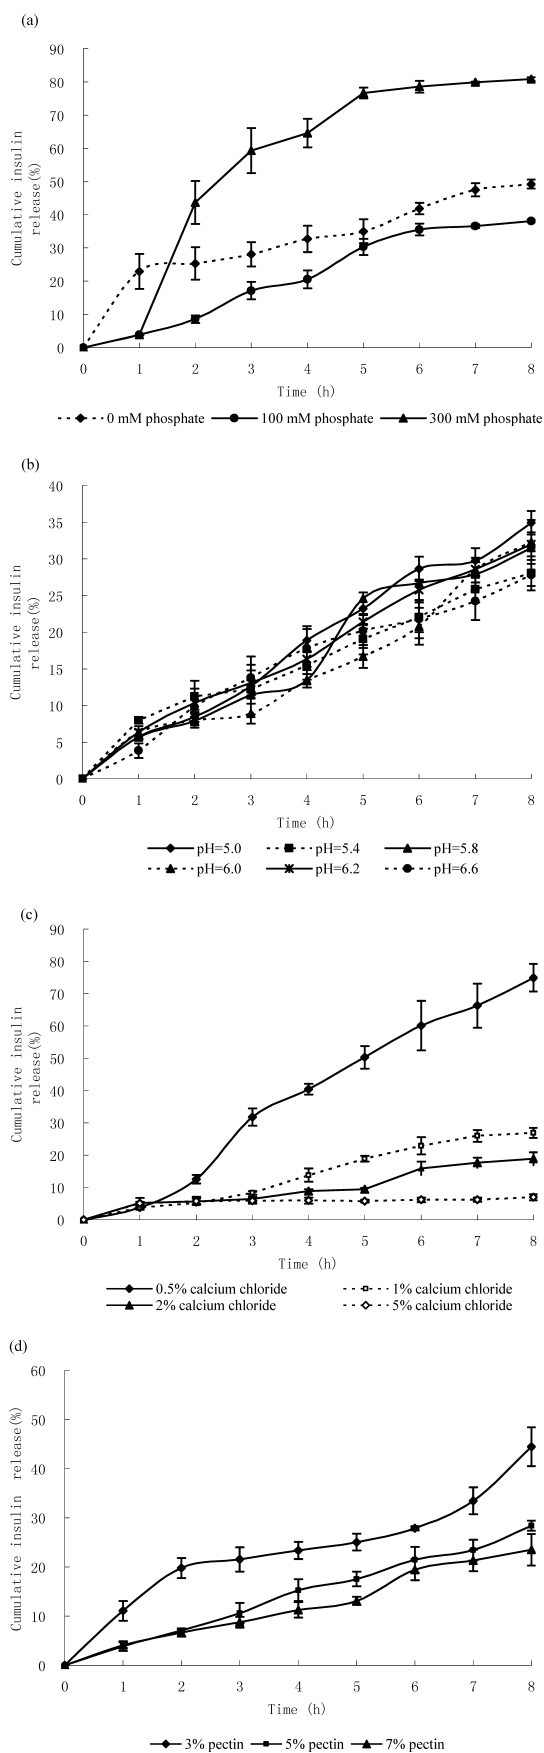 (a)
Cumulative insulin
release(%)
90
80
70
60
50
40
30
20
10
0
0 1 2 3 4 5 6 7 8
Time (h)
0 mM phosphate 100 mM phosphate 300 mM phosphate
(b)
Cumulative insulin
release(%)
40
35
30
25
20
15
10
5
0
0 1 2 3 4 5 6 7 8
Time (h)
pH=5.0 pH=5.4 pH=5.8
pH=6.0 pH=6.2 pH=6.6
(c)
Cumulative insulin
release(%)
90
80
70
60
50
40
30
20
10
0
0 1 2 3 4 5 6 7 8
Time (h)
0.5% calcium chloride 1% calcium chloride
2% calcium chloride 5% calcium chloride
(d)
Cumulative insulin release(%)
60
50
40
30
20
10
0
0 1 2 3 4 5 6 7 8
Time (h)
3% pectin 5% pectin 7% pectin